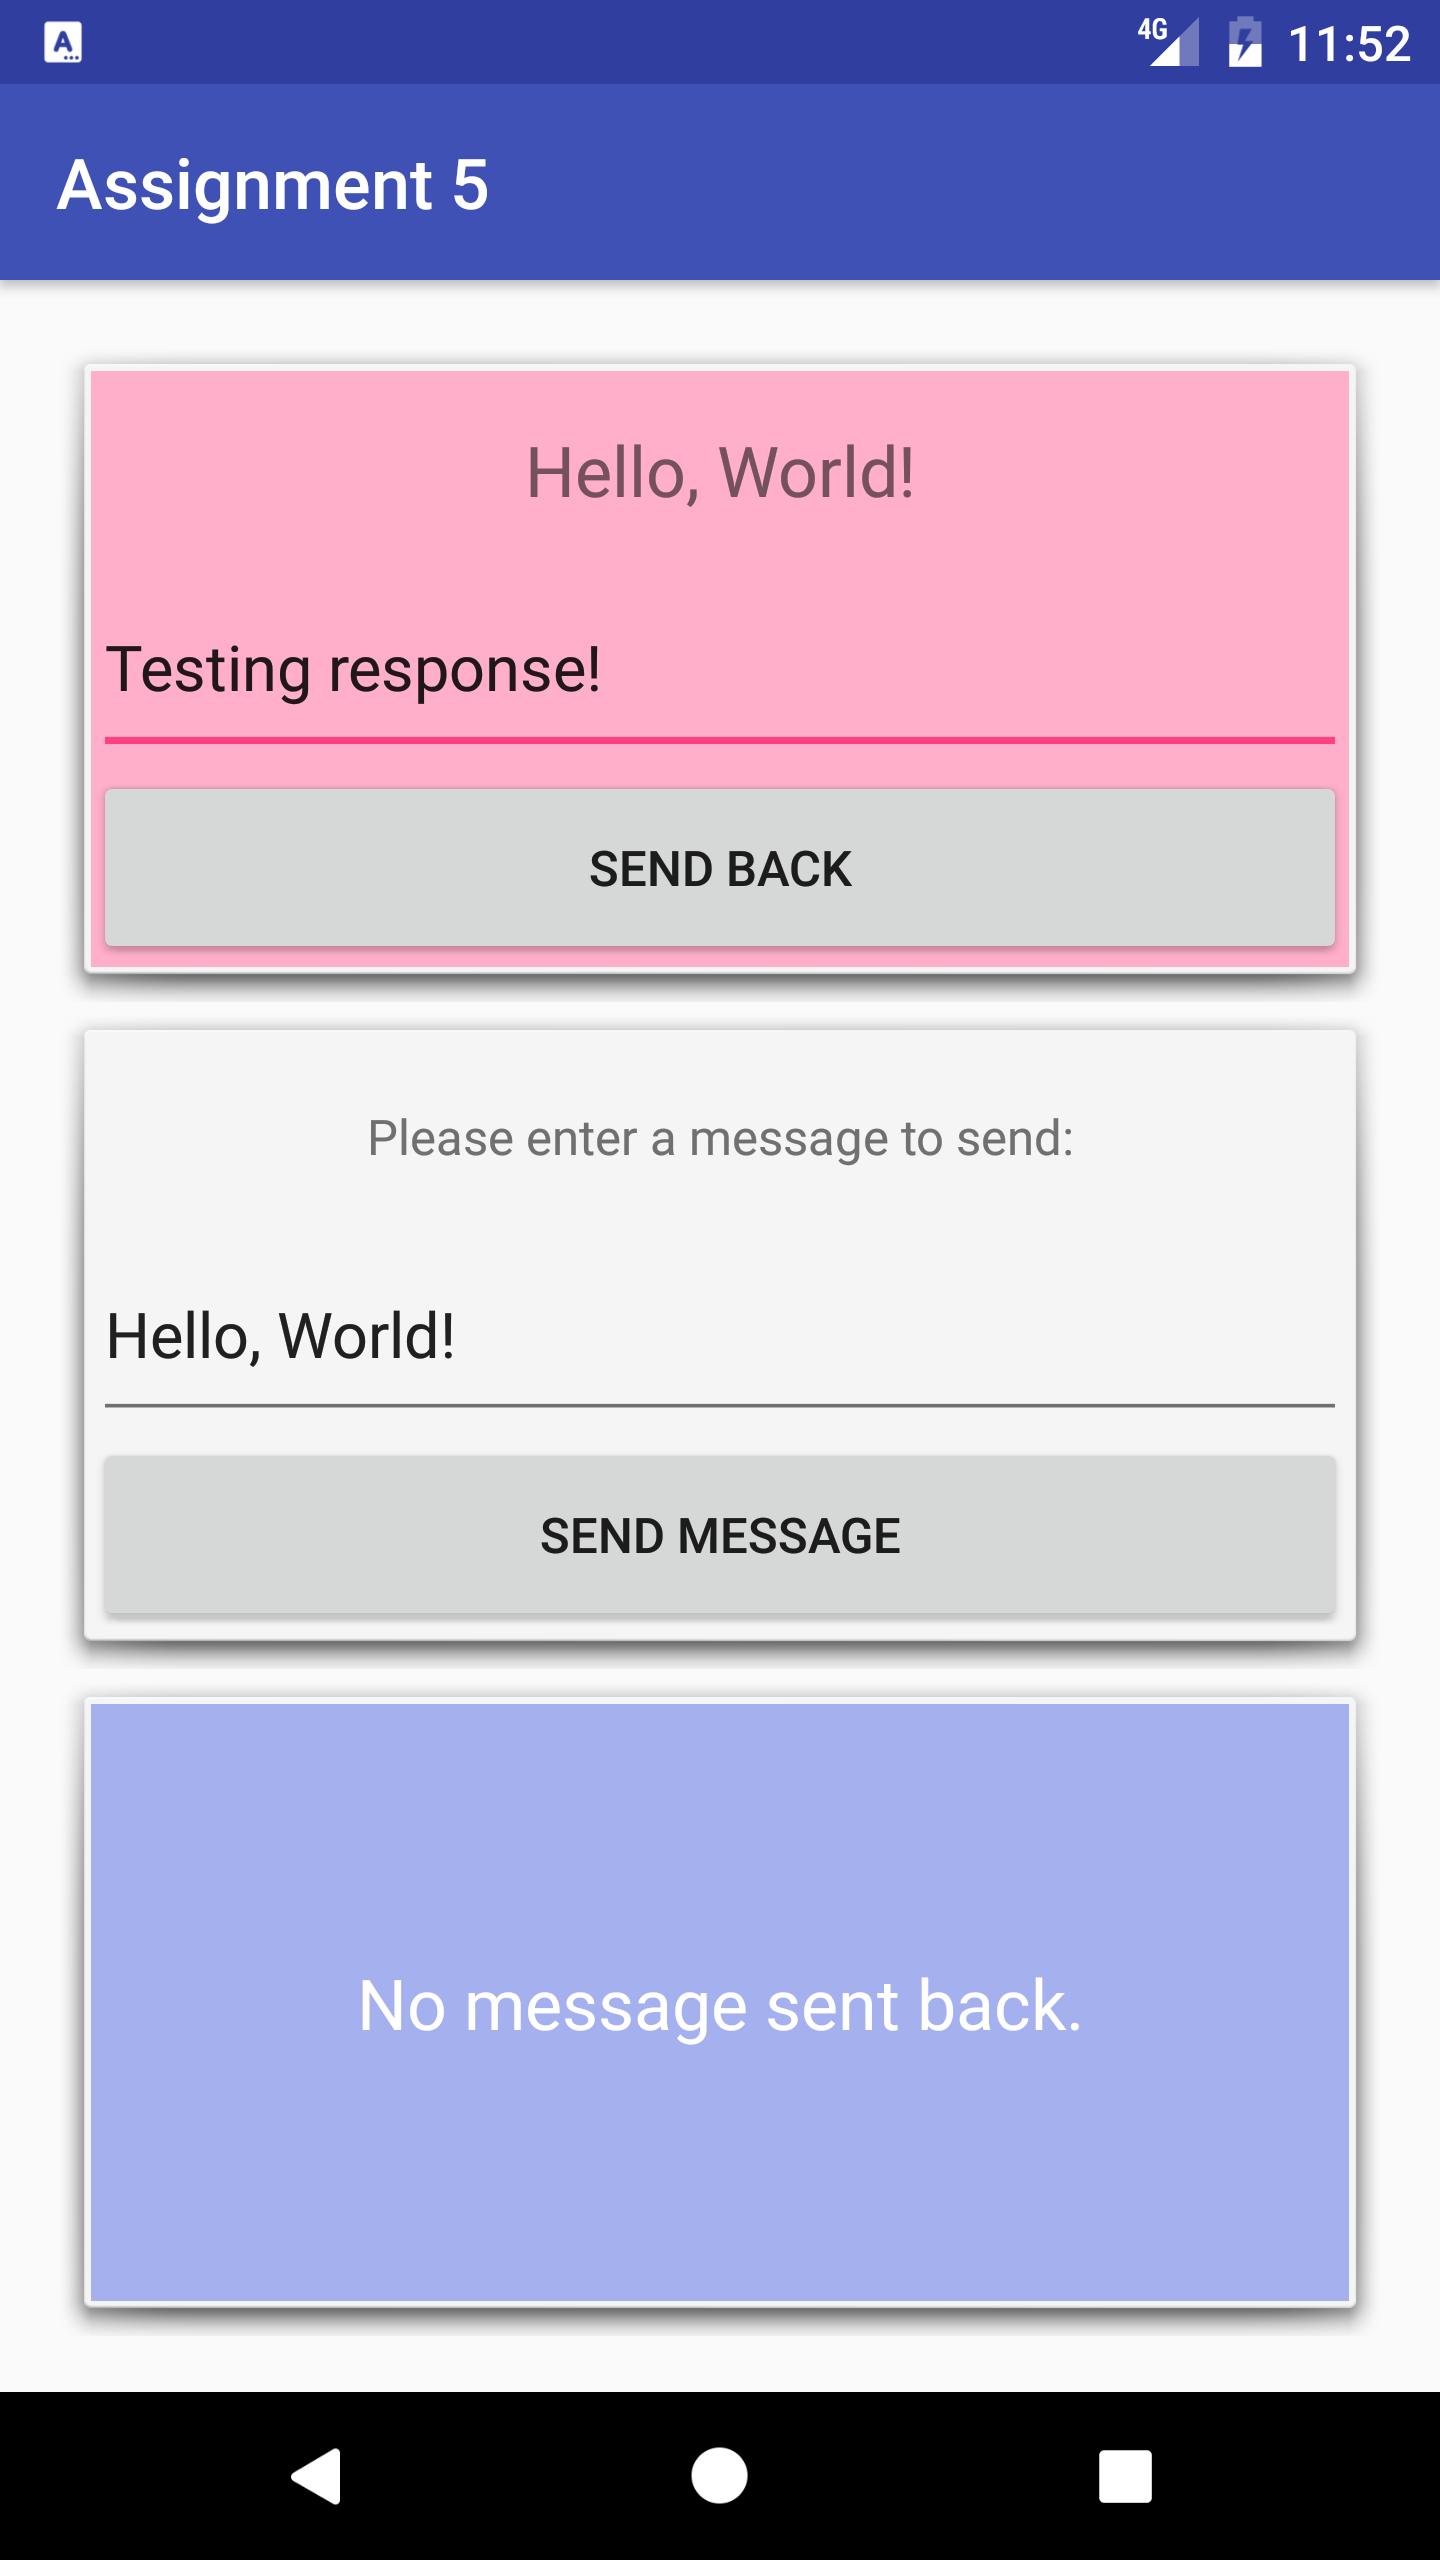 A
4G
11:52
Assignment 5
Hello, World!
Testing response!
SEND BACK
Please enter a message to send:
Hello, World!
SEND MESSAGE
No message sent back.